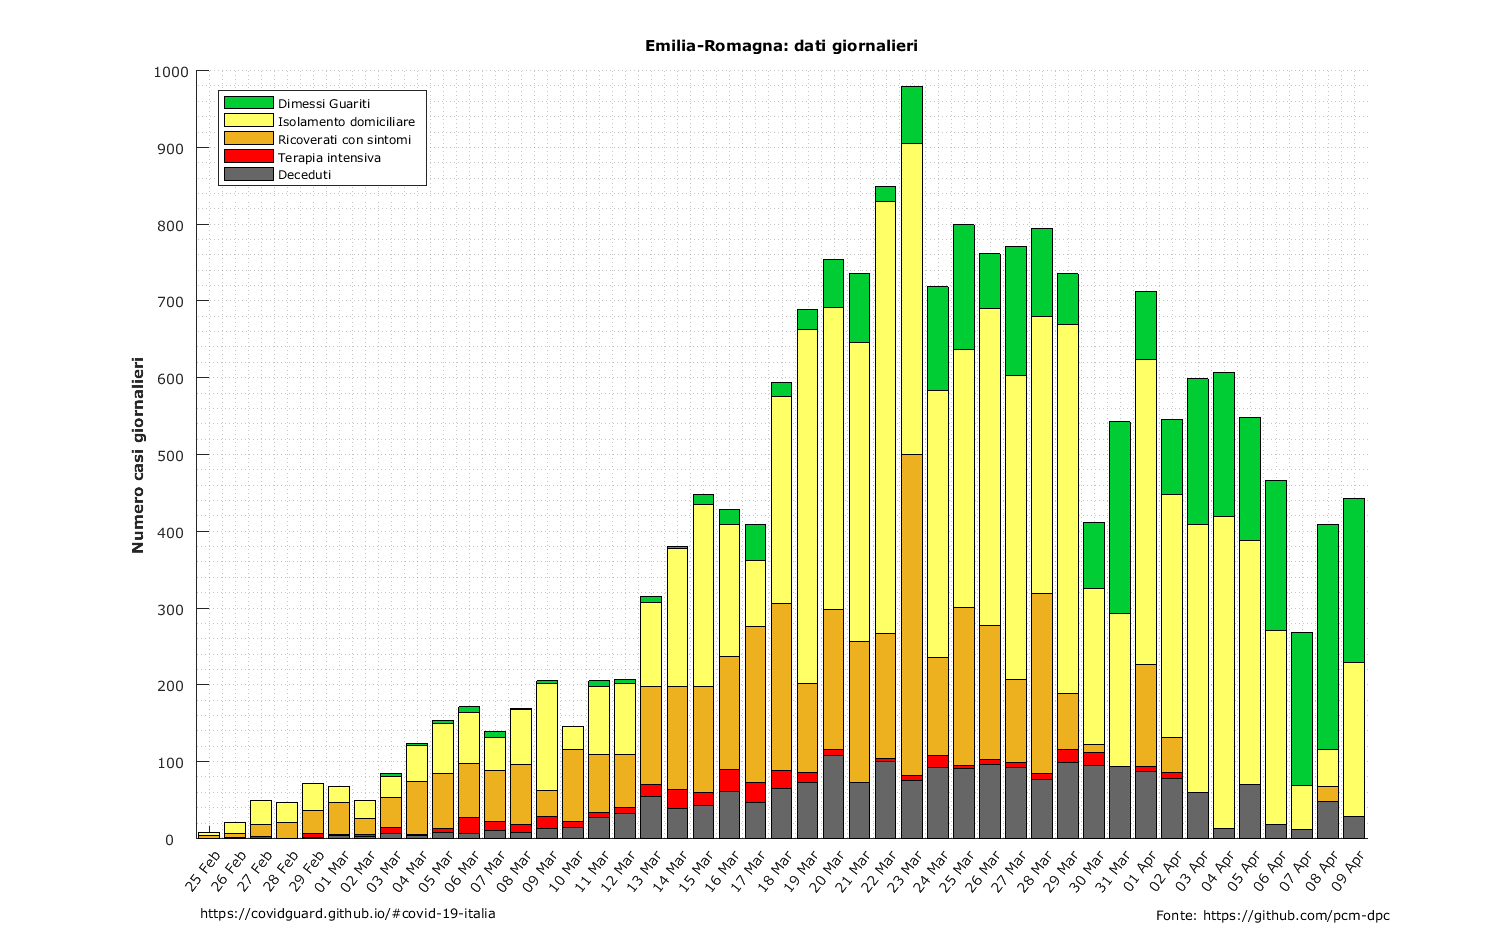 Emilia-Romagna: dati giornalieri
1000
900
800
700
600
500
400
300
200
100
0
Numero casi giornalieri
Dimessi Guariti
Isolamento domiciliare
Ricoverati con sintomi
Terapia intensiva
Deceduti
25 Feb
26 Feb
27 Feb
28 Feb
29 Feb
01 Mar
02 Mar
03 Mar
04 Mar
05 Mar
06 Mar
07 Mar
08 Mar
09 Mar
10 Mar
11 Mar
12 Mar
13 Mar
14 Mar
15 Mar
16 Mar
17 Mar
18 Mar
19 Mar
20 Mar
21 Mar
22 Mar
23 Mar
24 Mar
25 Mar
26 Mar
27 Mar
28 Mar
29 Mar
30 Mar
31 Mar
01 Apr
02 Apr
03 Apr
04 Apr
05 Apr
06 Apr
07 Apr
08 Apr
09 Apr
https://covidguard.github.io/#covid-19-italia
Fonte: https://github.com/pcm-dpc